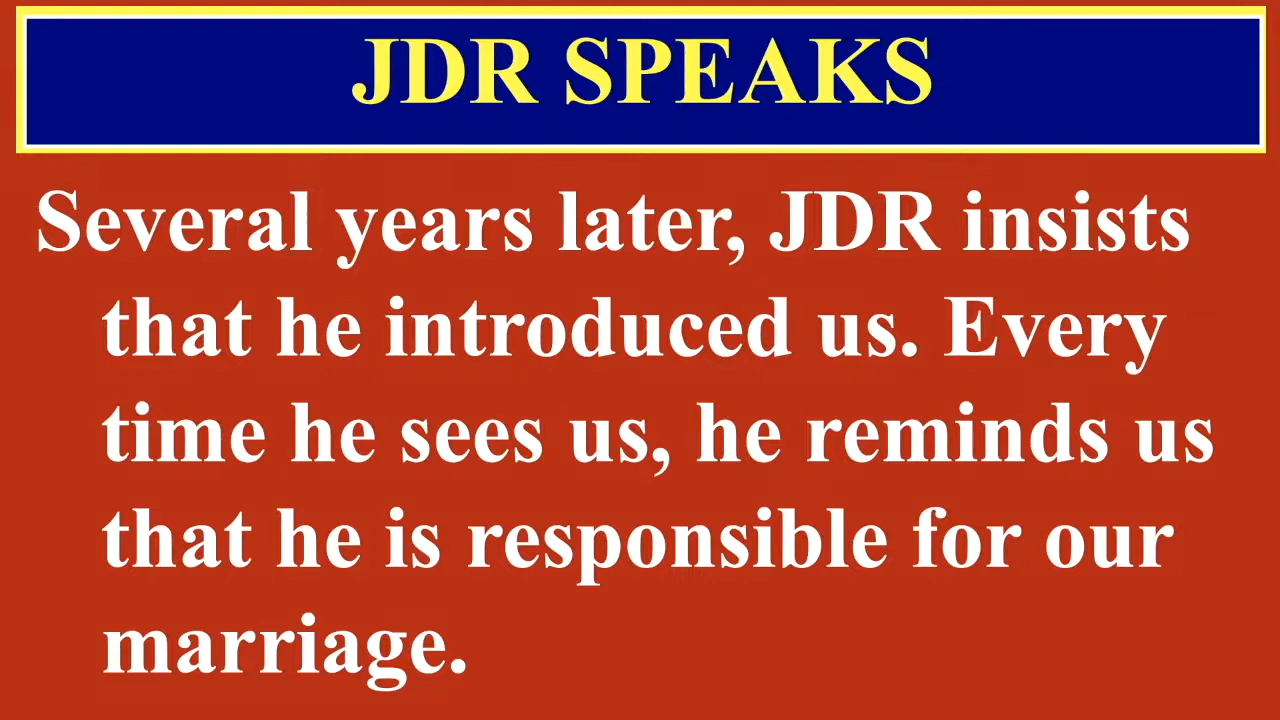 JDR SPEAKS
Several years later, JDR insists
that he introduced us. Every
time he sees us, he reminds us
that he is responsible for our
marriage.